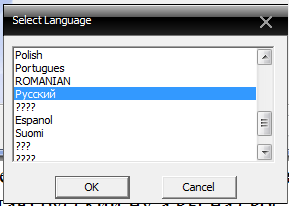 Select Language
Polish
Portugues
ROMANIAN
Русский
????
Espanol
Suomi
???
????
OK
Cancel